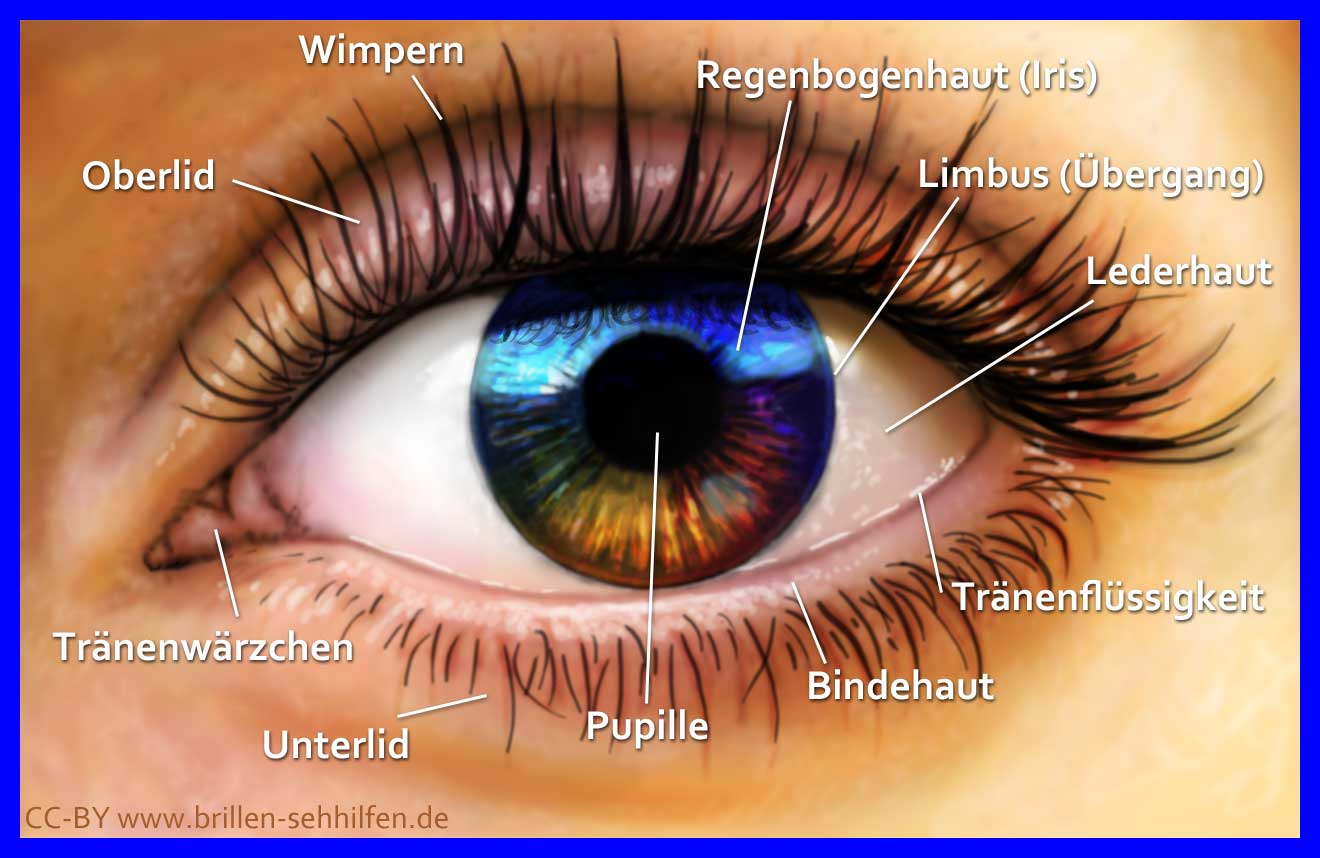 Wimpern
Regenbogenhaut (Iris)
Oberlid
Limbus (Übergang)
Lederhaut
Tränenflüssigkeit
Tränenwärzchen
Bindehaut
Pupille
Unterlid
CC-BY www.brillen-sehhilfen.de